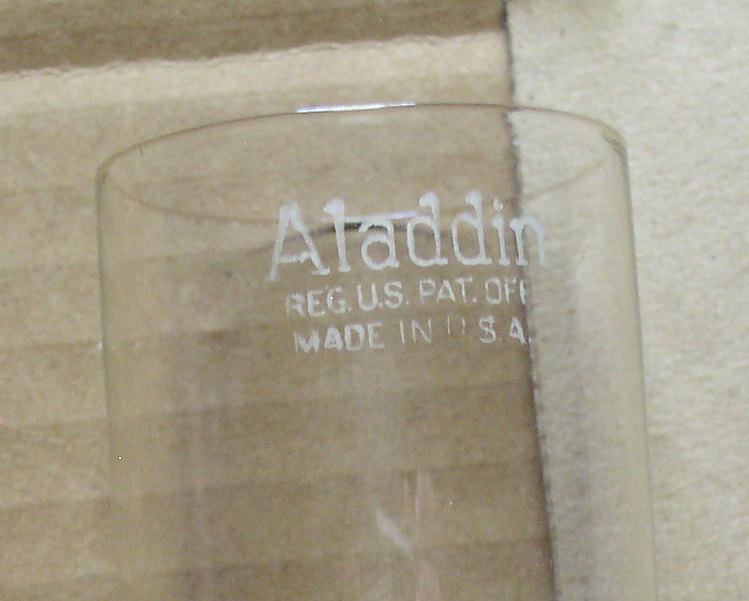 Aladdin
REG. U.S. PAT. OFF
MADE IN U.S.A.